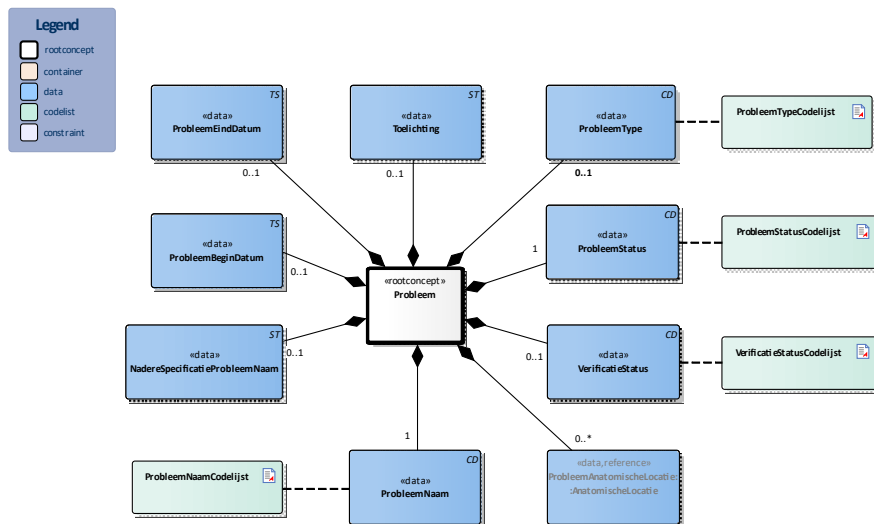 Legend
rootconcept
container
data
codelist
constraint
TS
«data»
ProbleemEindDatum
0..1
ST
«data»
Toelichting
0..1
CD
«data»
ProbleemType
0..1
ProbleemTypeCodelijst
TS
«data»
ProbleemBeginDatum
0..1
CD
«data»
ProbleemStatus
1
ProbleemStatusCodelijst
«rootconcept»
Probleem
ST
«data»
NadereSpecificatieProbleemNaam
0..1
CD
«data»
VerificatieStatus
0..1
VerificatieStatusCodelijst
1
0..*
ProbleemNaamCodelijst
CD
«data»
ProbleemNaam
«data,reference»
ProbleemAnatomischeLocatie:
:AnatomischeLocatie